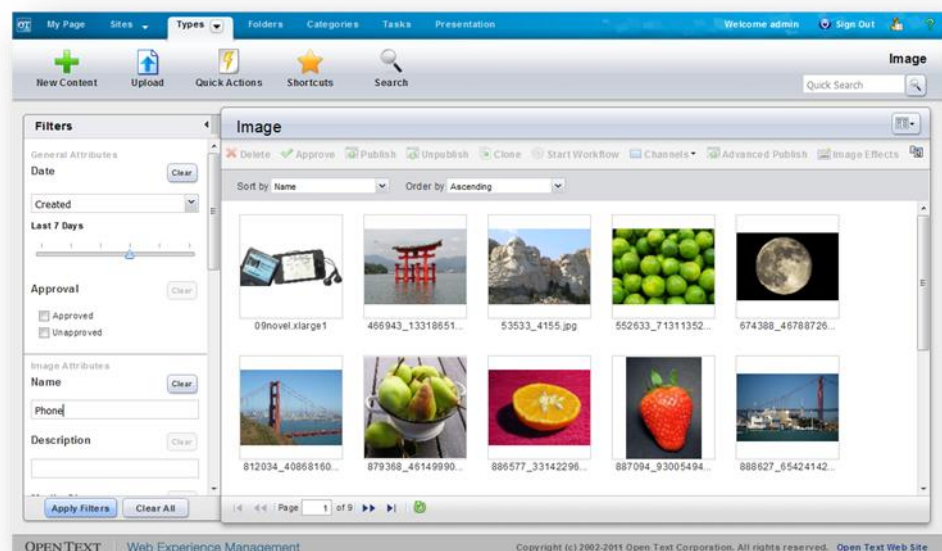 OT My Page Sites Types Folders Categories Tasks Presentation Welcome admin Sign Out ?
New Content Upload Quick Actions Shortcuts Search
Image
Quick Search
Filters
General Attributes
Date Clear
Created
Last 7 Days
Approval Clear
Approved
Unapproved
Image Attributes
Name Clear
Phone
Description Clear
Apply Filters Clear All
Image
Delete Approve Publish Unpublish Clone Start Workflow Channels Advanced Publish Image Effects
Sort by Name Order by Ascending
09novel.xlarge1 466943_13318651... 53533_4155.jpg 552633_71311352... 674388_46788726...
812034_40868160... 879368_46149990... 886577_33142296... 887094_93005494... 888627_65424142...
Page 1 of 9
OPEN TEXT Web Experience Management Copyright (c) 2002-2011 Open Text Corporation. All rights reserved. Open Text Web Site